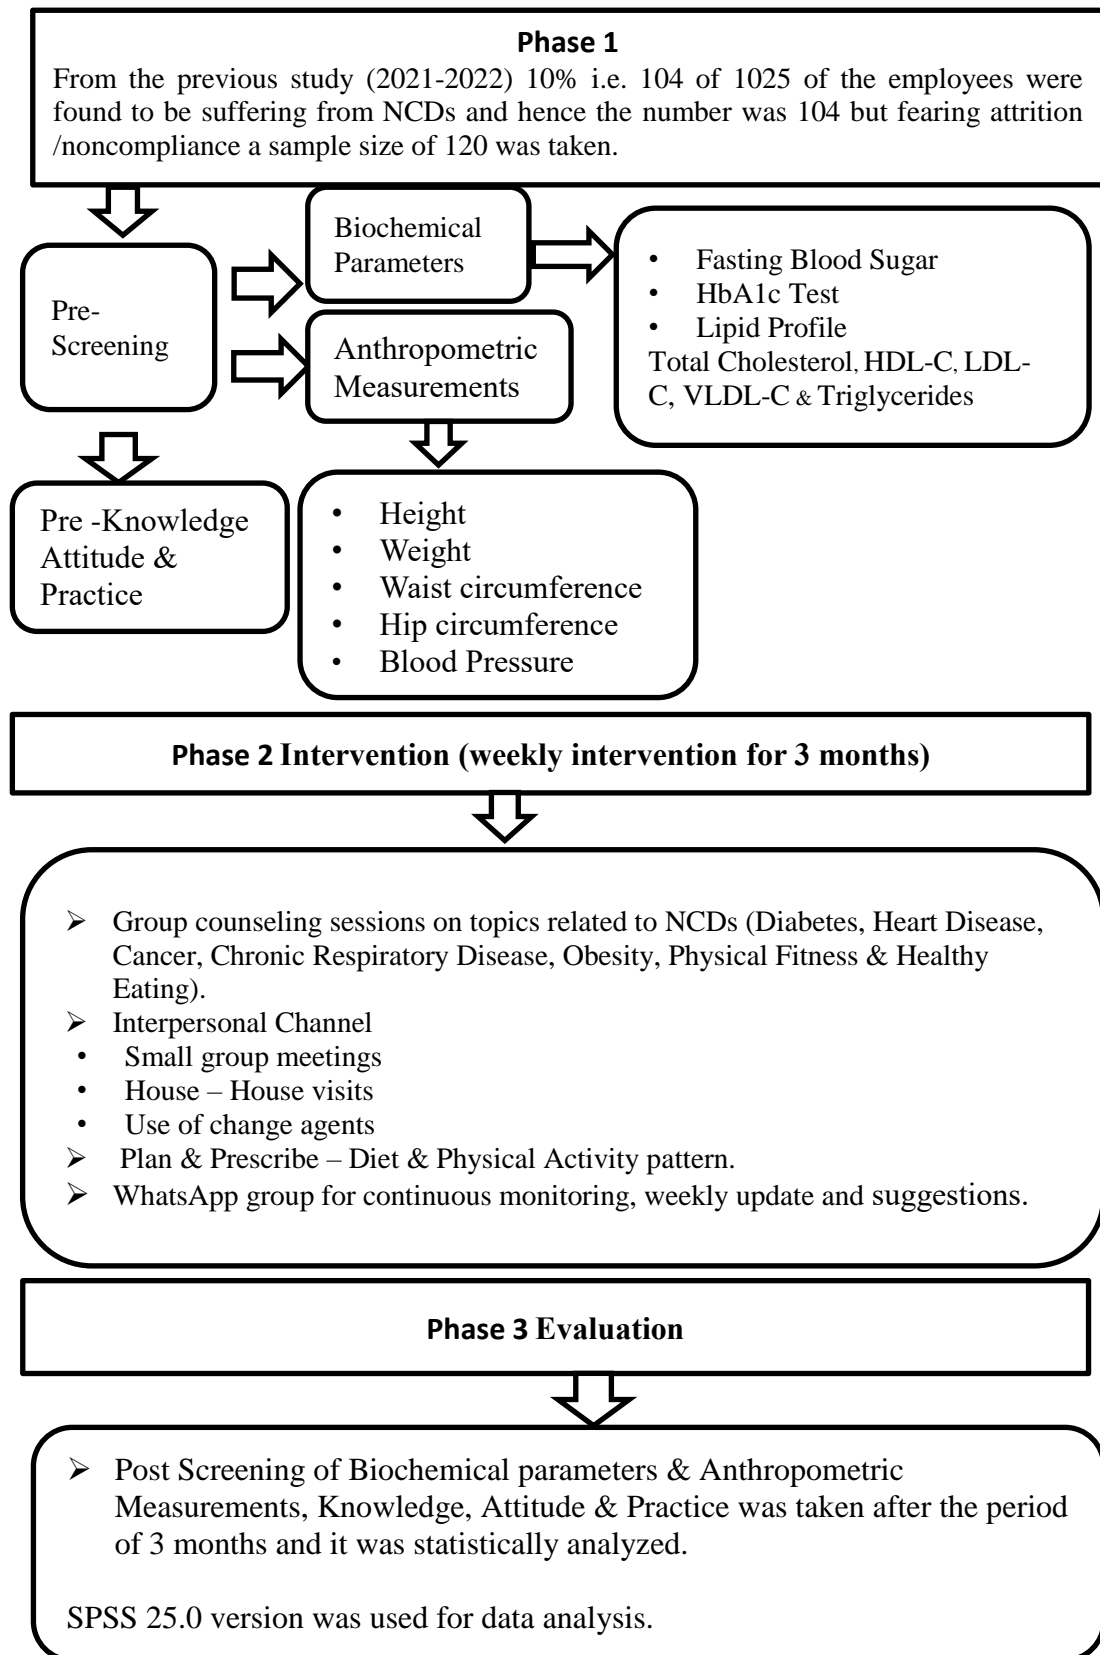 Phase 1
From the previous study (2021-2022) 10% i.e. 104 of 1025 of the employees were
found to be suffering from NCDs and hence the number was 104 but fearing attrition
/noncompliance a sample size of 120 was taken.
Pre-
Screening
Biochemical
Parameters
• Fasting Blood Sugar
• HbA1c Test
• Lipid Profile
Total Cholesterol, HDL-C, LDL-
C, VLDL-C & Triglycerides
Anthropometric
Measurements
Pre -Knowledge
Attitude &
Practice
• Height
• Weight
• Waist circumference
• Hip circumference
• Blood Pressure
Phase 2 Intervention (weekly intervention for 3 months)
➢ Group counseling sessions on topics related to NCDs (Diabetes, Heart Disease,
Cancer, Chronic Respiratory Disease, Obesity, Physical Fitness & Healthy
Eating).
➢ Interpersonal Channel
• Small group meetings
• House – House visits
• Use of change agents
➢ Plan & Prescribe – Diet & Physical Activity pattern.
➢ WhatsApp group for continuous monitoring, weekly update and suggestions.
Phase 3 Evaluation
➢ Post Screening of Biochemical parameters & Anthropometric
Measurements, Knowledge, Attitude & Practice was taken after the period
of 3 months and it was statistically analyzed.
SPSS 25.0 version was used for data analysis.